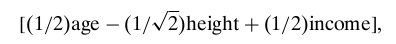 [(1/2)age − (1/√2)height + (1/2)income],